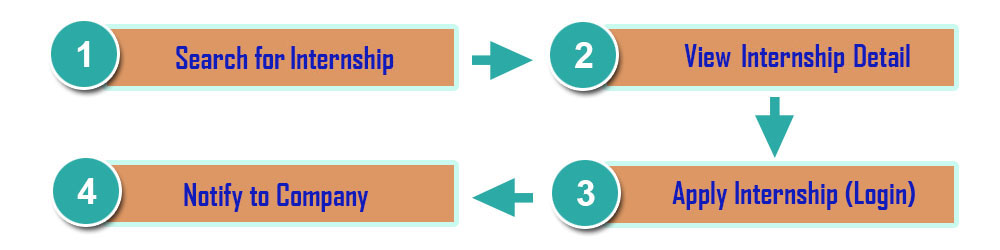 1 Search for Internship
2 View Internship Detail
3 Apply Internship (Login)
4 Notify to Company